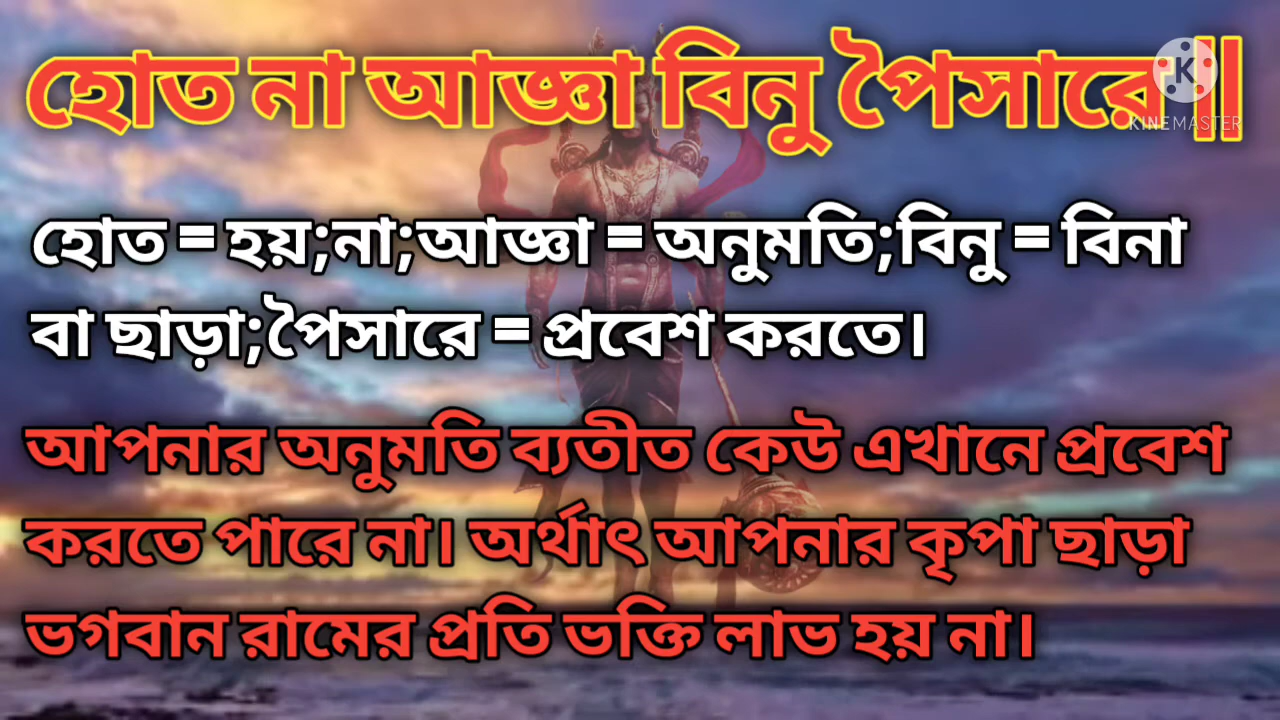 হোত না আজ্ঞা বিনু পৈসারে॥
KINEMASTER
হোত = হয়;না;আজ্ঞা = অনুমতি;বিনু = বিনা
বা ছাড়া;পৈসারে = প্রবেশ করতে।
আপনার অনুমতি ব্যতীত কেউ এখানে প্রবেশ
করতে পারে না। অর্থাৎ আপনার কৃপা ছাড়া
ভগবান রামের প্রতি ভক্তি লাভ হয় না।